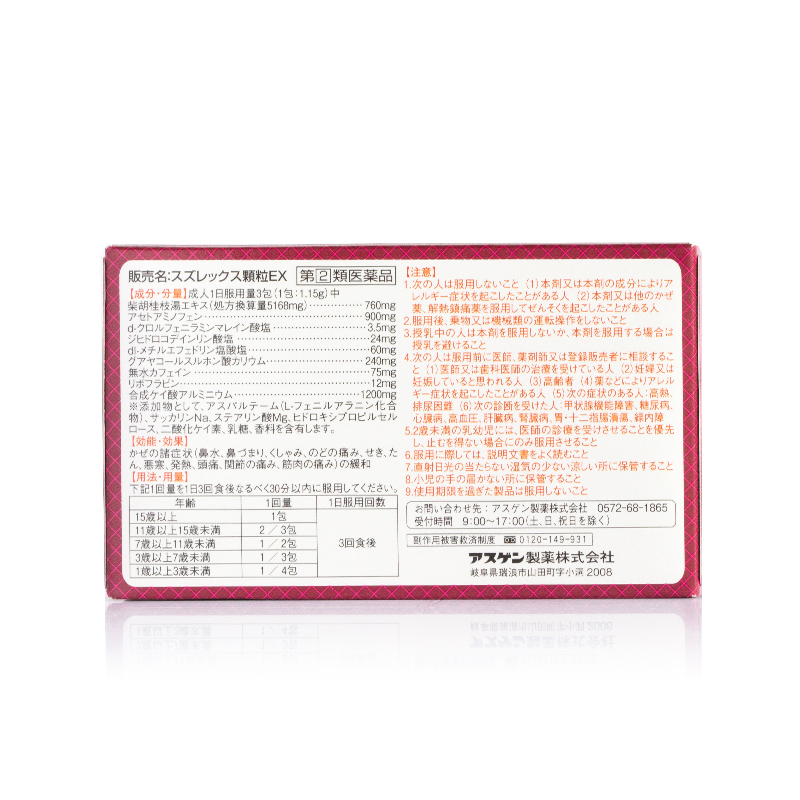 販売名:スズレックス顆粒EX 第②類医薬品
【成分・分量】成人1日服用量3包(1包:1.15g)中
柴胡桂枝湯エキス(処方換算量5168mg)……760mg
アセトアミノフェン……900mg
d-クロルフェニラミンマレイン酸塩……3.5mg
ジヒドロコデインリン酸塩……24mg
dl-メチルエフェドリン塩酸塩……60mg
グアヤコールスルホン酸カリウム……240mg
無水カフェイン……75mg
リボフラビン……12mg
合成ケイ酸アルミニウム……1200mg
※添加物として、アスパルテーム(L-フェニルアラニン化合
物)、サッカリンNa、ステアリン酸Mg、ヒドロキシプロピルセル
ロース、二酸化ケイ素、乳糖、香料を含有します。
【効能・効果】
かぜの諸症状(鼻水、鼻づまり、くしゃみ、のどの痛み、せき、た
ん、悪寒、発熱、頭痛、関節の痛み、筋肉の痛み)の緩和
【用法・用量】
下記1回量を1日3回食後なるべく30分以内に服用してください。
年齢 1回量 1日服用回数
15歳以上 1包
11歳以上15歳未満 2/3包
7歳以上11歳未満 1/2包 3回食後
3歳以上7歳未満 1/3包
1歳以上3歳未満 1/4包
【注意】
1.次の人は服用しないこと (1)本剤又は本剤の成分によりア
レルギー症状を起こしたことがある人 (2)本剤又は他のかぜ
薬、解熱鎮痛薬を服用してぜんそくを起こしたことがある人
2.服用後、乗物又は機械類の運転操作をしないこと
3.授乳中の人は本剤を服用しないか、本剤を服用する場合は
授乳を避けること
4.次の人は服用前に医師、薬剤師又は登録販売者に相談するこ
と (1)医師又は歯科医師の治療を受けている人 (2)妊婦又は
妊娠していると思われる人 (3)高齢者 (4)薬などによりアレル
ギー症状を起こしたことがある人 (5)次の症状のある人:高熱、
排尿困難 (6)次の診断を受けた人:甲状腺機能障害、糖尿病、
心臓病、高血圧、肝臓病、腎臓病、胃・十二指腸潰瘍、緑内障
5.2歳未満の乳幼児には、医師の診療を受けさせることを優先
し、止むを得ない場合にのみ服用させること
6.服用に際しては、説明文書をよく読むこと
7.直射日光の当たらない湿気の少ない涼しい所に保管すること
8.小児の手の届かない所に保管すること
9.使用期限を過ぎた製品は服用しないこと
お問い合わせ先:アスゲン製薬株式会社 0572-68-1865
受付時間 9:00~17:00(土、日、祝日を除く)
副作用被害救済制度 0120-149-931
アスゲン製薬株式会社
岐阜県瑞浪市山田町字小洞2008